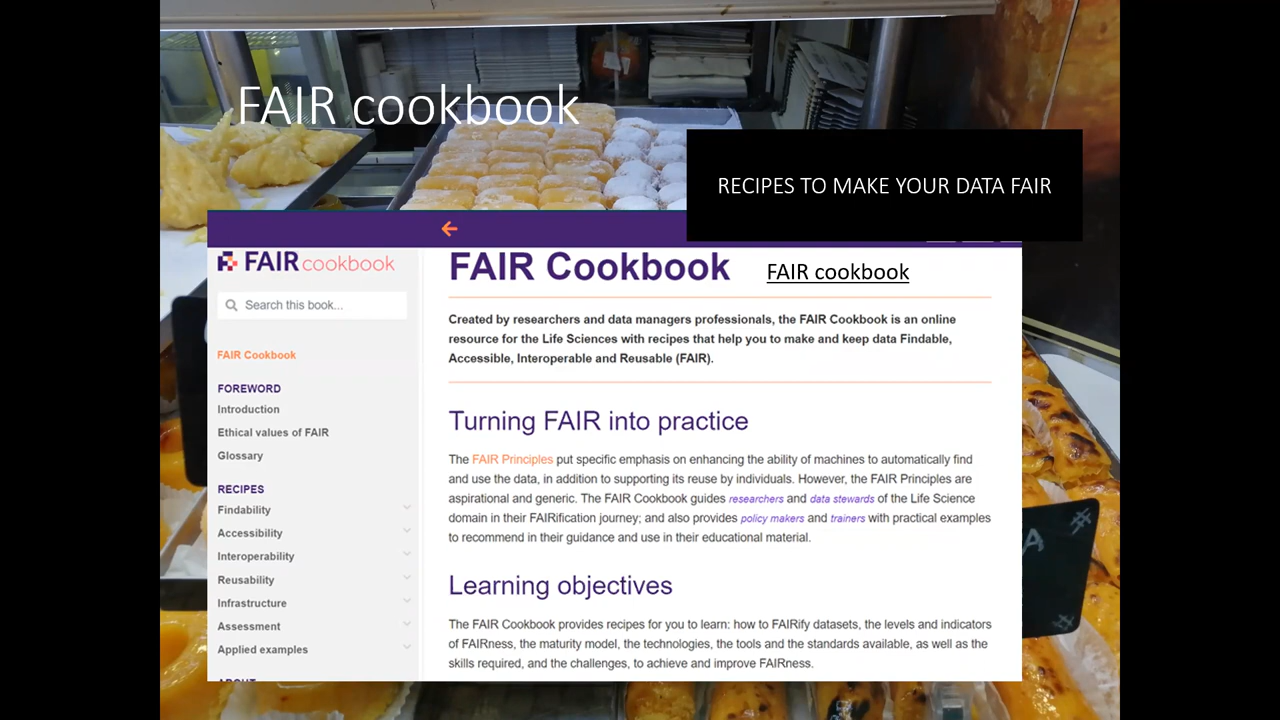 FAIR cookbook
RECIPES TO MAKE YOUR DATA FAIR
FAIR cookbook
Search this book...
FAIR Cookbook
FOREWORD
Introduction
Ethical values of FAIR
Glossary
RECIPES
Findability
Accessibility
Interoperability
Reusability
Infrastructure
Assessment
Applied examples
FAIR Cookbook
FAIR cookbook
Created by researchers and data managers professionals, the FAIR Cookbook is an online
resource for the Life Sciences with recipes that help you to make and keep data Findable,
Accessible, Interoperable and Reusable (FAIR).
Turning FAIR into practice
The FAIR Principles put specific emphasis on enhancing the ability of machines to automatically find
and use the data, in addition to supporting its reuse by individuals. However, the FAIR Principles are
aspirational and generic. The FAIR Cookbook guides researchers and data stewards of the Life Science
domain in their FAIRification journey; and also provides policy makers and trainers with practical examples
to recommend in their guidance and use in their educational material.
Learning objectives
The FAIR Cookbook provides recipes for you to learn: how to FAIRify datasets, the levels and indicators
of FAIRness, the maturity model, the technologies, the tools and the standards available, as well as the
skills required, and the challenges, to achieve and improve FAIRness.